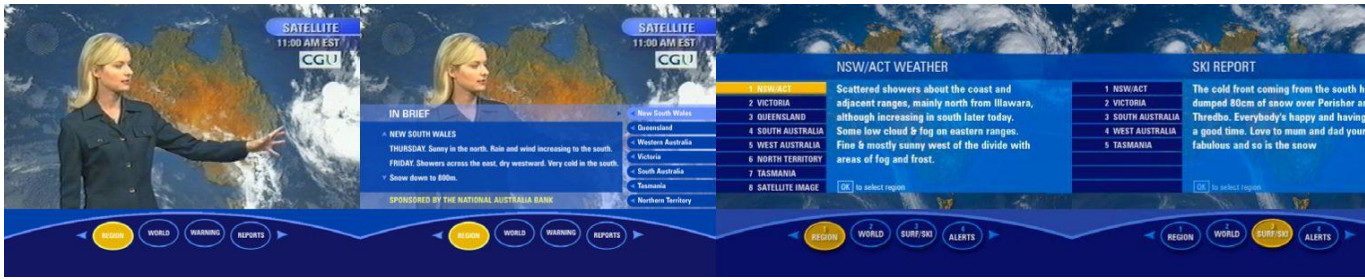 SATELLITE
11:00 AM EST
CGU
REGION
WORLD
WARNING
REPORTS
SATELLITE
11:00 AM EST
CGU
IN BRIEF
NEW SOUTH WALES
THURSDAY. Sunny in the north. Rain and wind increasing to the south.
FRIDAY. Showers across the east, dry westward. Very cold in the south.
Snow down to 800m.
SPONSORED BY THE NATIONAL AUSTRALIA BANK
New South Wales
Queensland
Western Australia
Victoria
South Australia
Tasmania
Northern Territory
REGION
WORLD
WARNING
REPORTS
NSW/ACT WEATHER
1 NSW/ACT
2 VICTORIA
3 QUEENSLAND
4 SOUTH AUSTRALIA
5 WEST AUSTRALIA
6 NORTH TERRITORY
7 TASMANIA
8 SATELLITE IMAGE
Scattered showers about the coast and
adjacent ranges, mainly north from Illawara,
although increasing in south later today.
Some low cloud & fog on eastern ranges.
Fine & mostly sunny west of the divide with
areas of fog and frost.
OK to select region
1 REGION
2 WORLD
3 SURF/SKI
4 ALERTS
SKI REPORT
1 NSW/ACT
2 VICTORIA
3 SOUTH AUSTRALIA
4 WEST AUSTRALIA
5 TASMANIA
The cold front coming from the south h
dumped 80cm of snow over Perisher a
Thredbo. Everybody's happy and having
a good time. Love to mum and dad you
fabulous and so is the snow
OK to select region
1 REGION
2 WORLD
3 SURF/SKI
4 ALERTS